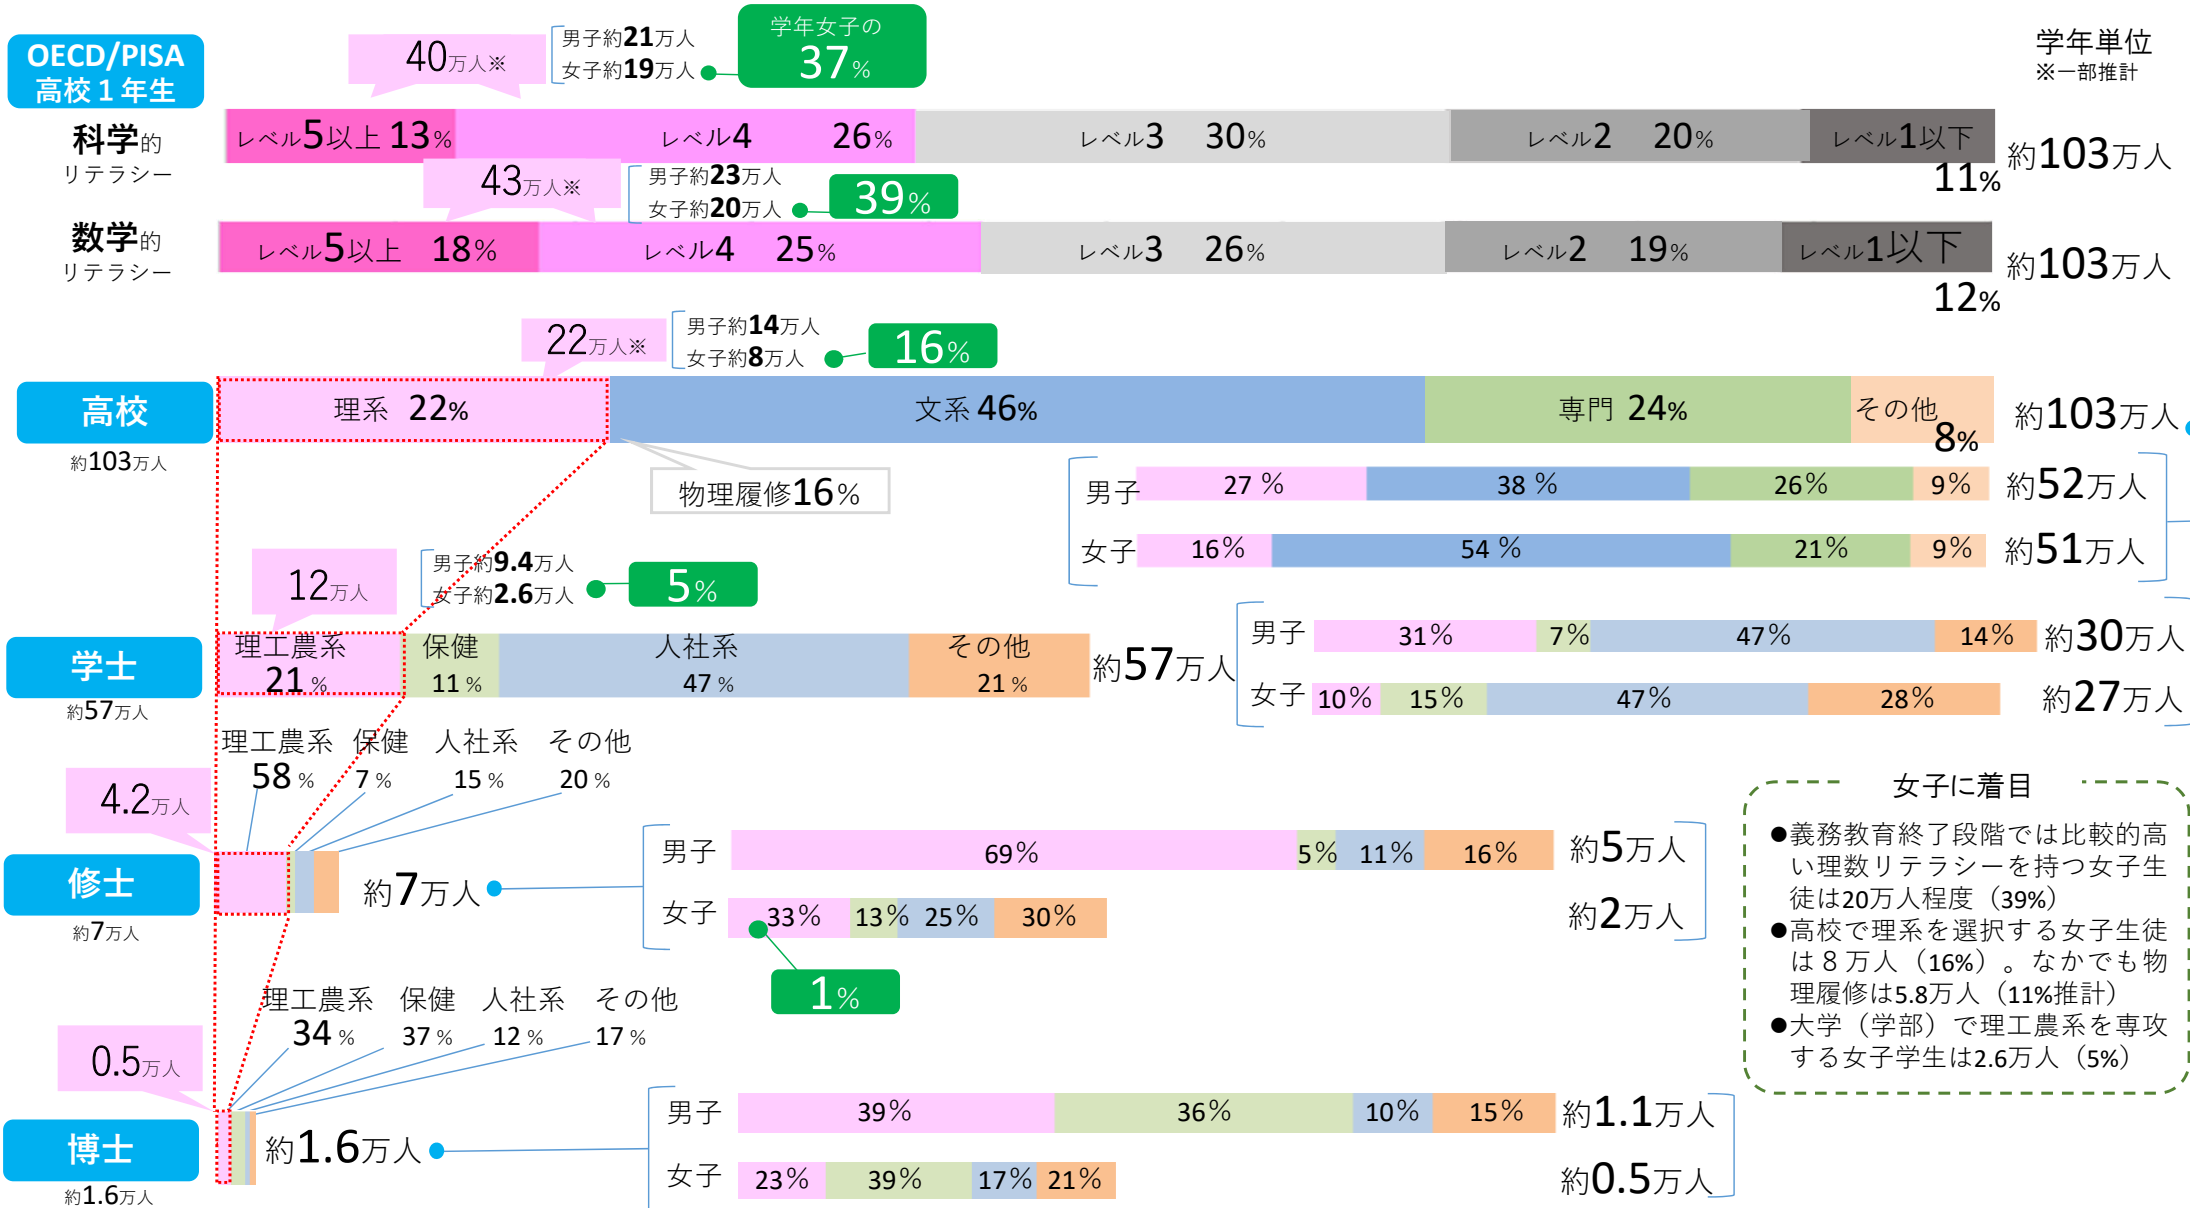 OECD/PISA
高校１年生
40万人※
男子約21万人
女子約19万人
学年女子の
37%
学年単位
※一部推計
科学的
リテラシー
レベル5以上 13%
レベル4 26%
レベル3 30%
レベル2 20%
レベル1以下
11%
約103万人
43万人※
男子約23万人
女子約20万人
39%
数学的
リテラシー
レベル5以上 18%
レベル4 25%
レベル3 26%
レベル2 19%
レベル1以下
12%
約103万人
22万人※
男子約14万人
女子約8万人
16%
高校
約103万人
理系 22%
文系 46%
専門 24%
その他
8%
約103万人
物理履修16%
男子 27 % 38 % 26% 9% 約52万人
女子 16% 54 % 21% 9% 約51万人
12万人
男子約9.4万人
女子約2.6万人
5%
学士
約57万人
理工農系
21 %
保健
11 %
人社系
47 %
その他
21 %
約57万人
男子 31% 7% 47% 14% 約30万人
女子 10% 15% 47% 28% 約27万人
理工農系 保健 人社系 その他
58 % 7 % 15 % 20 %
4.2万人
修士
約7万人
約7万人
男子 69% 5% 11% 16% 約5万人
女子 33% 13% 25% 30% 約2万人
1%
理工農系 保健 人社系 その他
34 % 37 % 12 % 17 %
0.5万人
博士
約1.6万人
約1.6万人
男子 39% 36% 10% 15% 約1.1万人
女子 23% 39% 17% 21% 約0.5万人
女子に着目
●義務教育終了段階では比較的高
い理数リテラシーを持つ女子生
徒は20万人程度（39%）
●高校で理系を選択する女子生徒
は８万人（16%）。なかでも物
理履修は5.8万人（11%推計）
●大学（学部）で理工農系を専攻
する女子学生は2.6万人（5%）